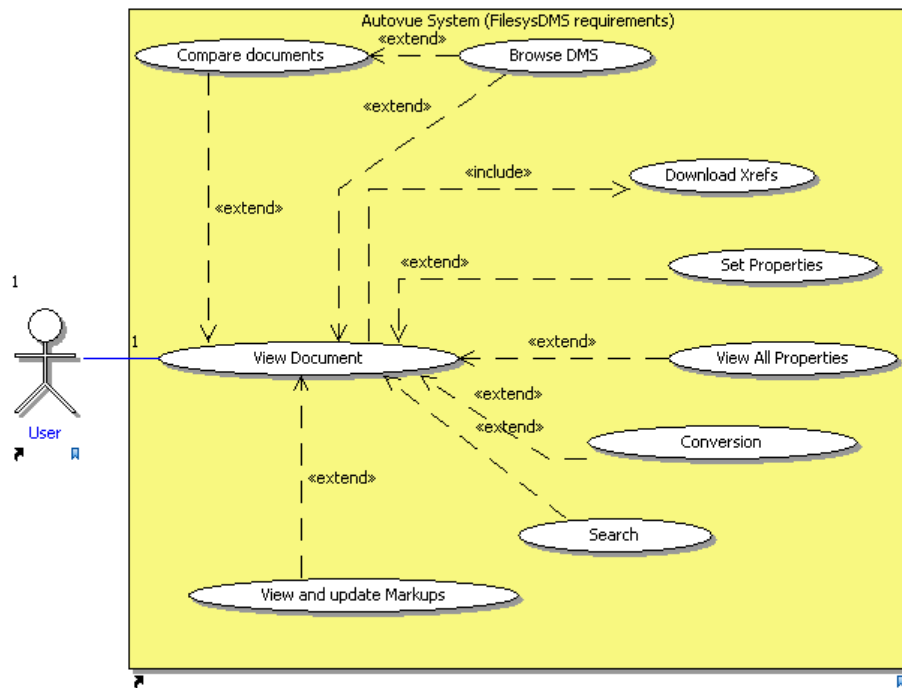 Autovue System (FilesysDMS requirements)
«extend»
Compare documents
Browse DMS
«extend»
«include»
Download Xrefs
«extend»
«extend»
Set Properties
1
1
View Document
«extend»
View All Properties
User
«extend»
«extend»
Conversion
«extend»
Search
View and update Markups